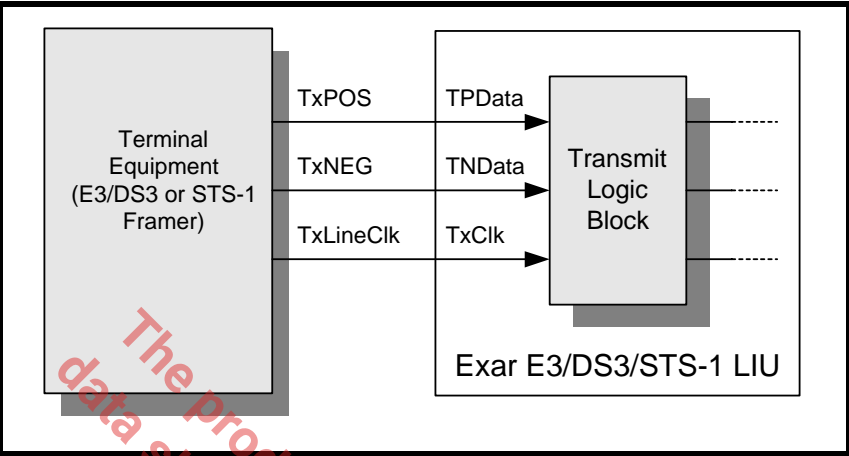 TxPOS
TPData
Terminal
Equipment
(E3/DS3 or STS-1
Framer)
TxNEG
TNData
Transmit
Logic
Block
TxLineClk
TxClk
Exar E3/DS3/STS-1 LIU
The
data